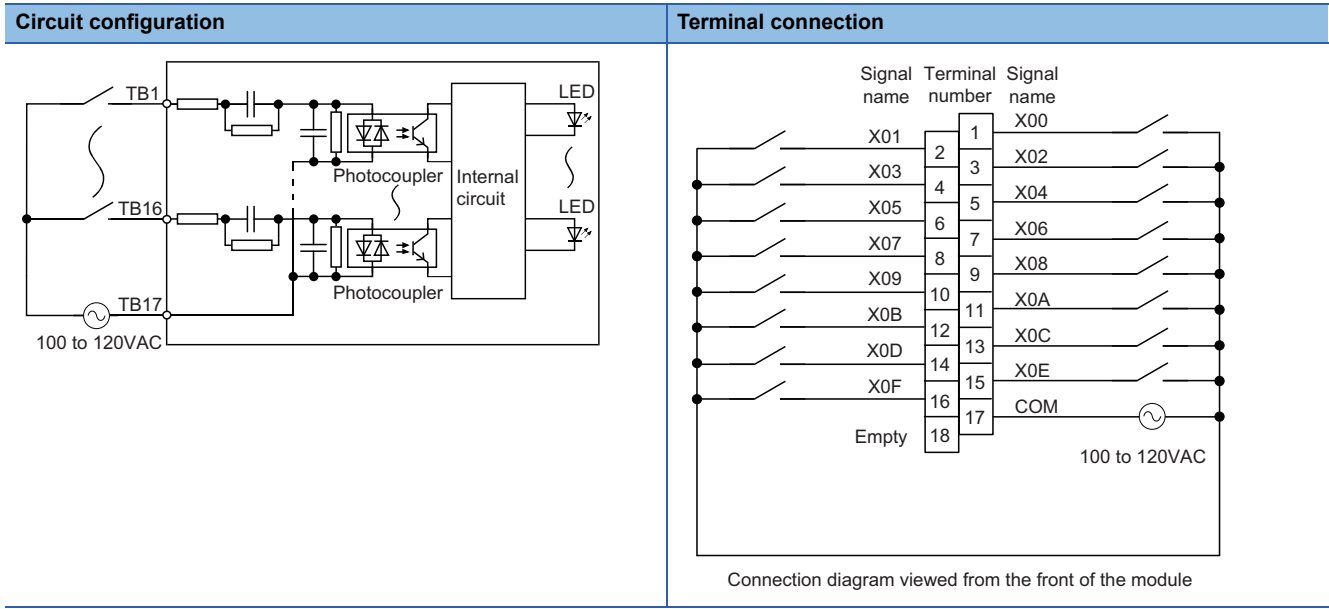 Circuit configuration
Terminal connection
TB1
LED
Photocoupler
Internal
circuit
TB16
LED
Photocoupler
TB17
100 to 120VAC
Signal Terminal Signal
name number name
X00
1
X01
2
X02
3
X03
4
X04
5
X05
6
X06
7
X07
8
X08
9
X09
10
X0A
11
X0B
12
X0C
13
X0D
14
X0E
15
X0F
16
COM
17
Empty 18
100 to 120VAC
Connection diagram viewed from the front of the module